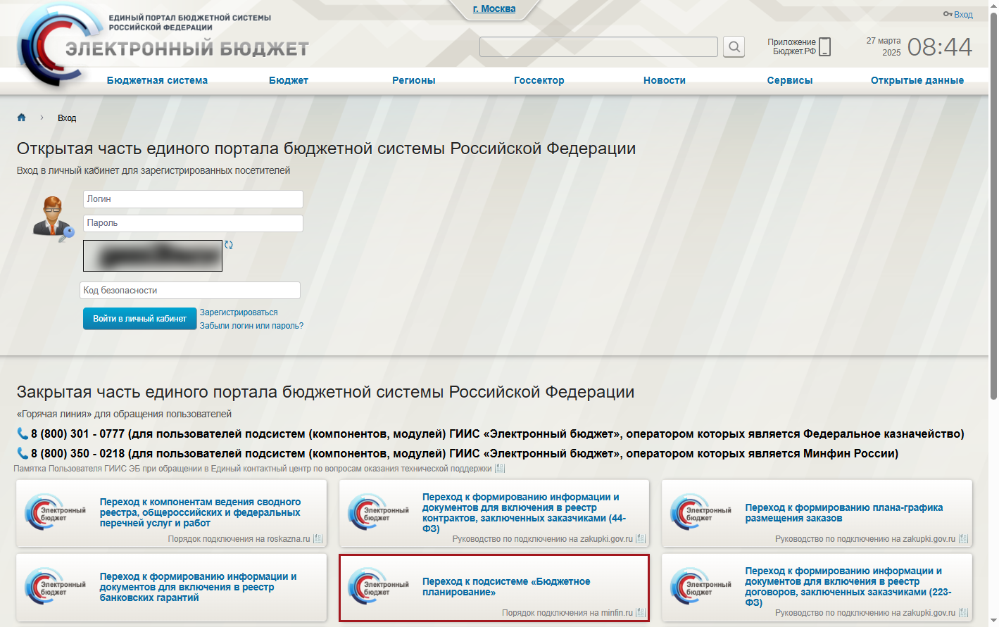 г. Москва
Вход
ЕДИНЫЙ ПОРТАЛ БЮДЖЕТНОЙ СИСТЕМЫ
РОССИЙСКОЙ ФЕДЕРАЦИИ
ЭЛЕКТРОННЫЙ БЮДЖЕТ
Приложение
Бюджет.РФ
27 марта
2025
08:44
Бюджетная система
Бюджет
Регионы
Госсектор
Новости
Сервисы
Открытые данные
Вход
Открытая часть единого портала бюджетной системы Российской Федерации
Вход в личный кабинет для зарегистрированных посетителей
Логин
Пароль
Код безопасности
Войти в личный кабинет
Зарегистрироваться
Забыли логин или пароль?
Закрытая часть единого портала бюджетной системы Российской Федерации
«Горячая линия» для обращения пользователей
8 (800) 301 - 0777 (для пользователей подсистем (компонентов, модулей) ГИИС «Электронный бюджет», оператором которых является Федеральное казначейство)
8 (800) 350 - 0218 (для пользователей подсистем (компонентов, модулей) ГИИС «Электронный бюджет», оператором которых является Минфин России)
Памятка Пользователя ГИИС ЭБ при обращении в Единый контактный центр по вопросам оказания технической поддержки
Электронный
бюджет
Переход к компонентам ведения сводного
реестра, общероссийских и федеральных
перечней услуг и работ
Порядок подключения на roskazna.ru
Электронный
бюджет
Переход к формированию информации и
документов для включения в реестр
контрактов, заключенных заказчиками (44-
ФЗ)
Руководство по подключению на zakupki.gov.ru
Электронный
бюджет
Переход к формированию плана-графика
размещения заказов
Руководство по подключению на zakupki.gov.ru
Электронный
бюджет
Переход к формированию информации и
документов для включения в реестр
банковских гарантий
Электронный
бюджет
Переход к подсистеме «Бюджетное
планирование»
Порядок подключения на minfin.ru
Электронный
бюджет
Переход к формированию информации и
документов для включения в реестр
договоров, заключенных заказчиками (223-
ФЗ)
Руководство по подключению на zakupki.gov.ru